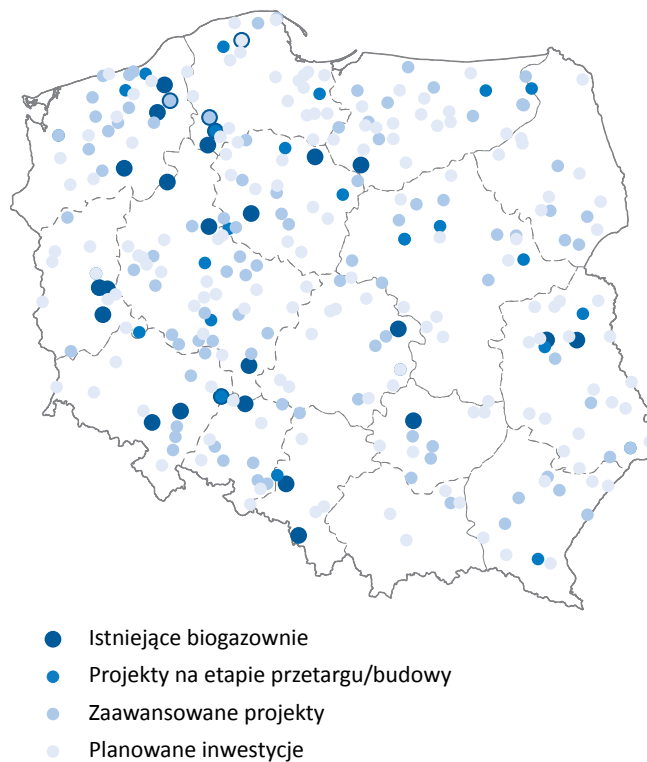 Istniejące biogazownie
Projekty na etapie przetargu/budowy
Zaawansowane projekty
Planowane inwestycje